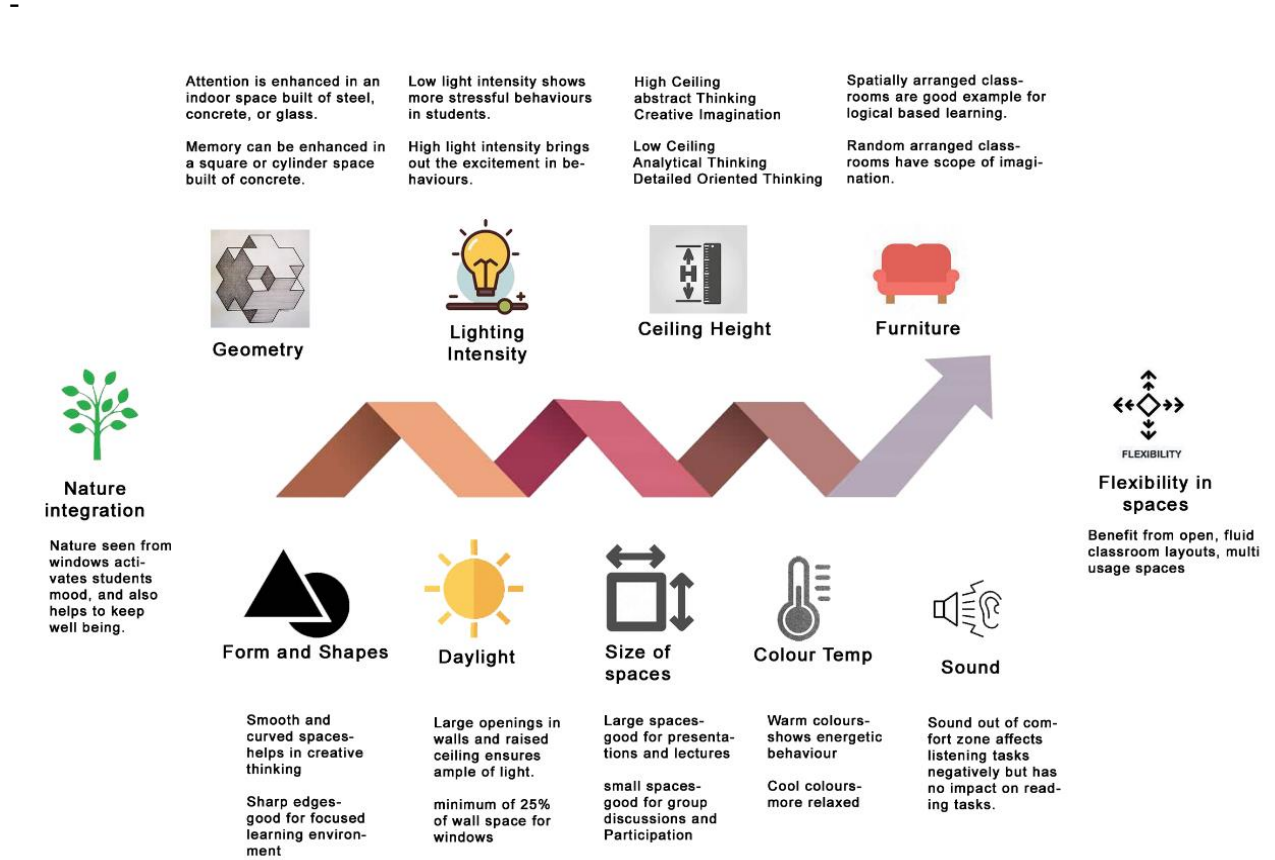 -
Attention is enhanced in an
indoor space built of steel,
concrete, or glass.
Memory can be enhanced in
a square or cylinder space
built of concrete.
Geometry
Low light intensity shows
more stressful behaviours
in students.
High light intensity brings
out the excitement in be-
haviours.
- +
Lighting
Intensity
High Ceiling
abstract Thinking
Creative Imagination
Low Ceiling
Analytical Thinking
Detailed Oriented Thinking
H
Ceiling Height
Spatially arranged class-
rooms are good example for
logical based learning.
Random arranged class-
rooms have scope of imagi-
nation.
Furniture
Nature
integration
Nature seen from
windows acti-
vates students
mood, and also
helps to keep
well being.
FLEXIBILITY
Flexibility in
spaces
Benefit from open, fluid
classroom layouts, multi
usage spaces
Form and Shapes
Smooth and
curved spaces-
helps in creative
thinking
Sharp edges-
good for focused
learning environ-
ment
Daylight
Large openings in
walls and raised
ceiling ensures
ample of light.
minimum of 25%
of wall space for
windows
Size of
spaces
Large spaces-
good for presenta-
tions and lectures
small spaces-
good for group
discussions and
Participation
Colour Temp
Warm colours-
shows energetic
behaviour
Cool colours-
more relaxed
Sound
Sound out of com-
fort zone affects
listening tasks
negatively but has
no impact on read-
ing tasks.